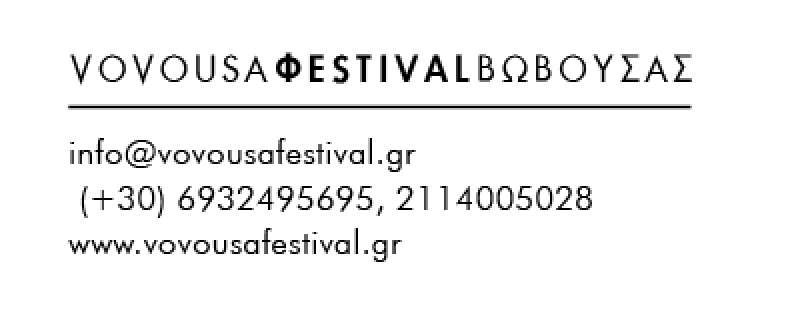 VOVOUSAΦESTIVALΒΩΒΟΥΣΑΣ
info@vovousafestival.gr
(+30) 6932495695, 2114005028
www.vovousafestival.gr